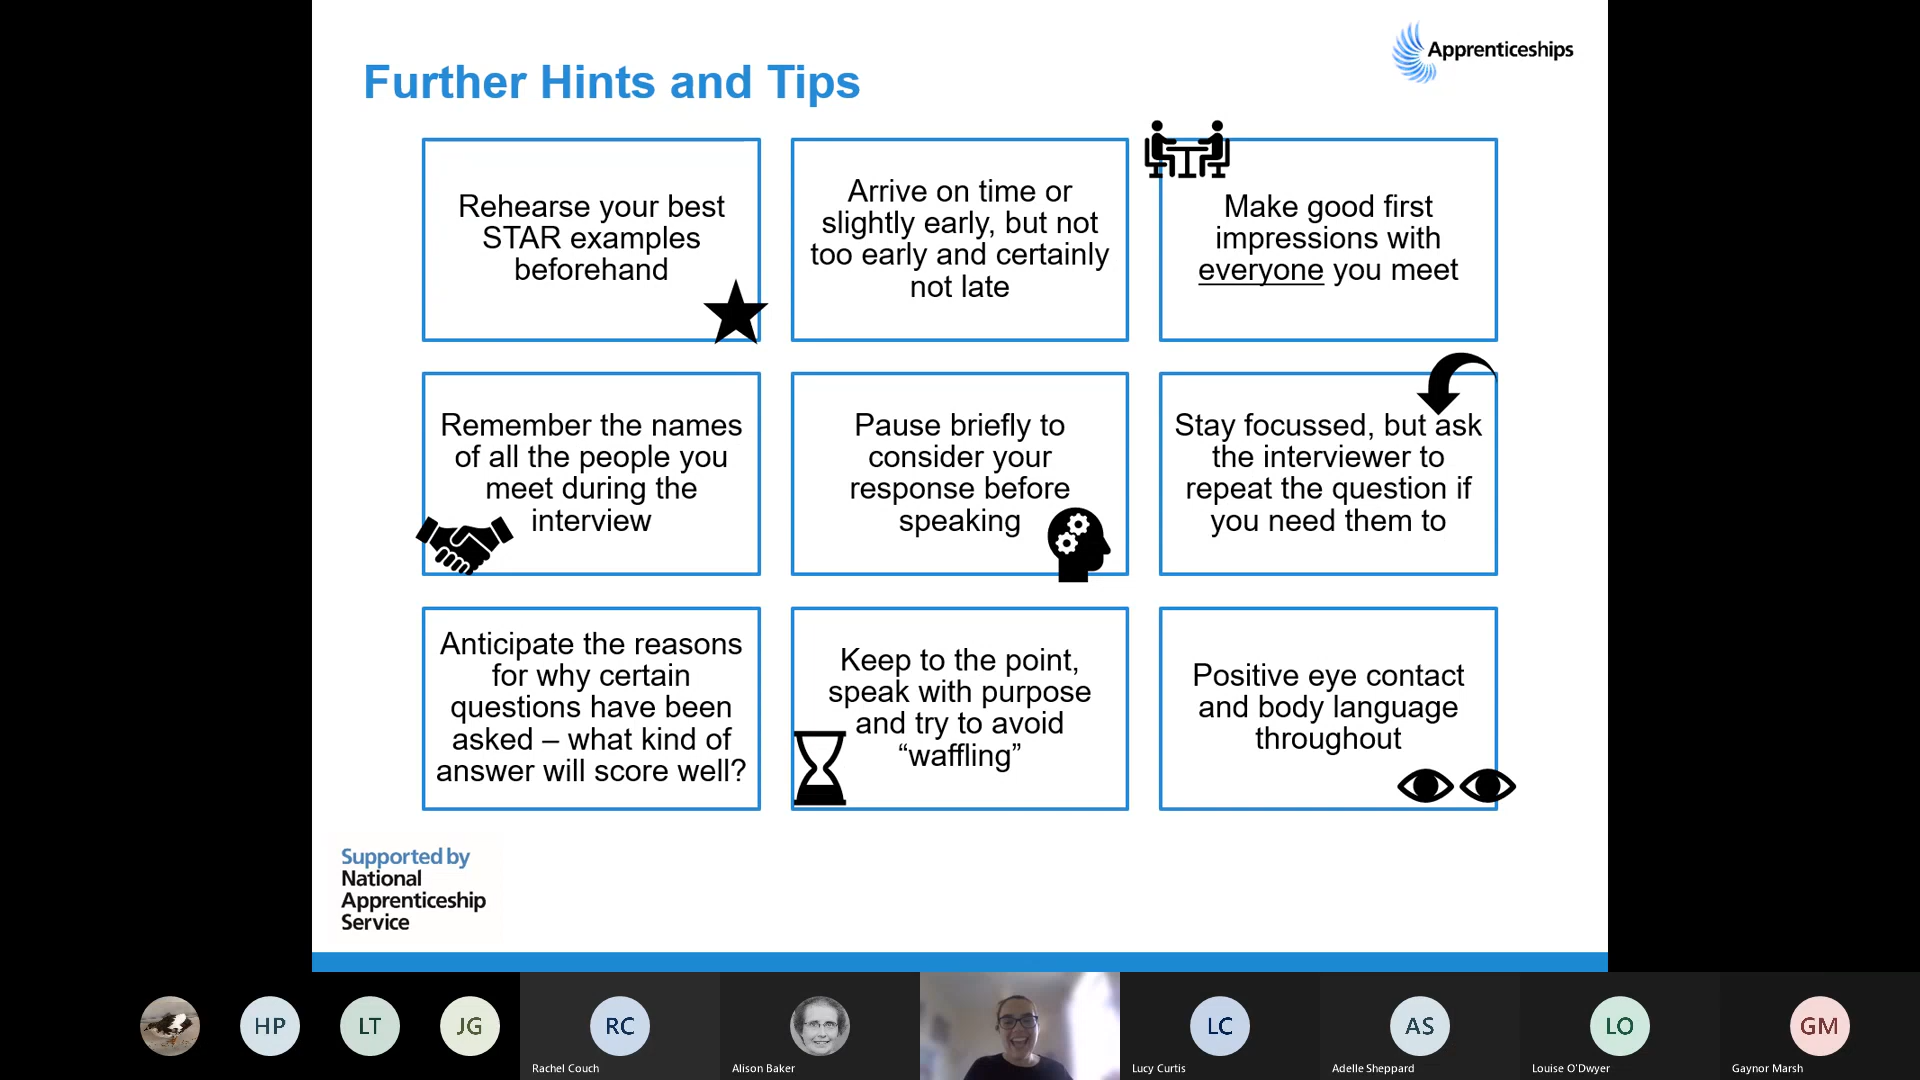 Apprenticeships
Further Hints and Tips
Rehearse your best
STAR examples
beforehand
Arrive on time or
slightly early, but not
too early and certainly
not late
Make good first
impressions with
everyone you meet
Remember the names
of all the people you
meet during the
interview
Pause briefly to
consider your
response before
speaking
Stay focussed, but ask
the interviewer to
repeat the question if
you need them to
Anticipate the reasons
for why certain
questions have been
asked – what kind of
answer will score well?
Keep to the point,
speak with purpose
and try to avoid
“waffling”
Positive eye contact
and body language
throughout
Supported by
National
Apprenticeship
Service
HP
LT
JG
RC
Rachel Couch
Alison Baker
LC
Lucy Curtis
AS
Adelle Sheppard
LO
Louise O'Dwyer
GM
Gaynor Marsh